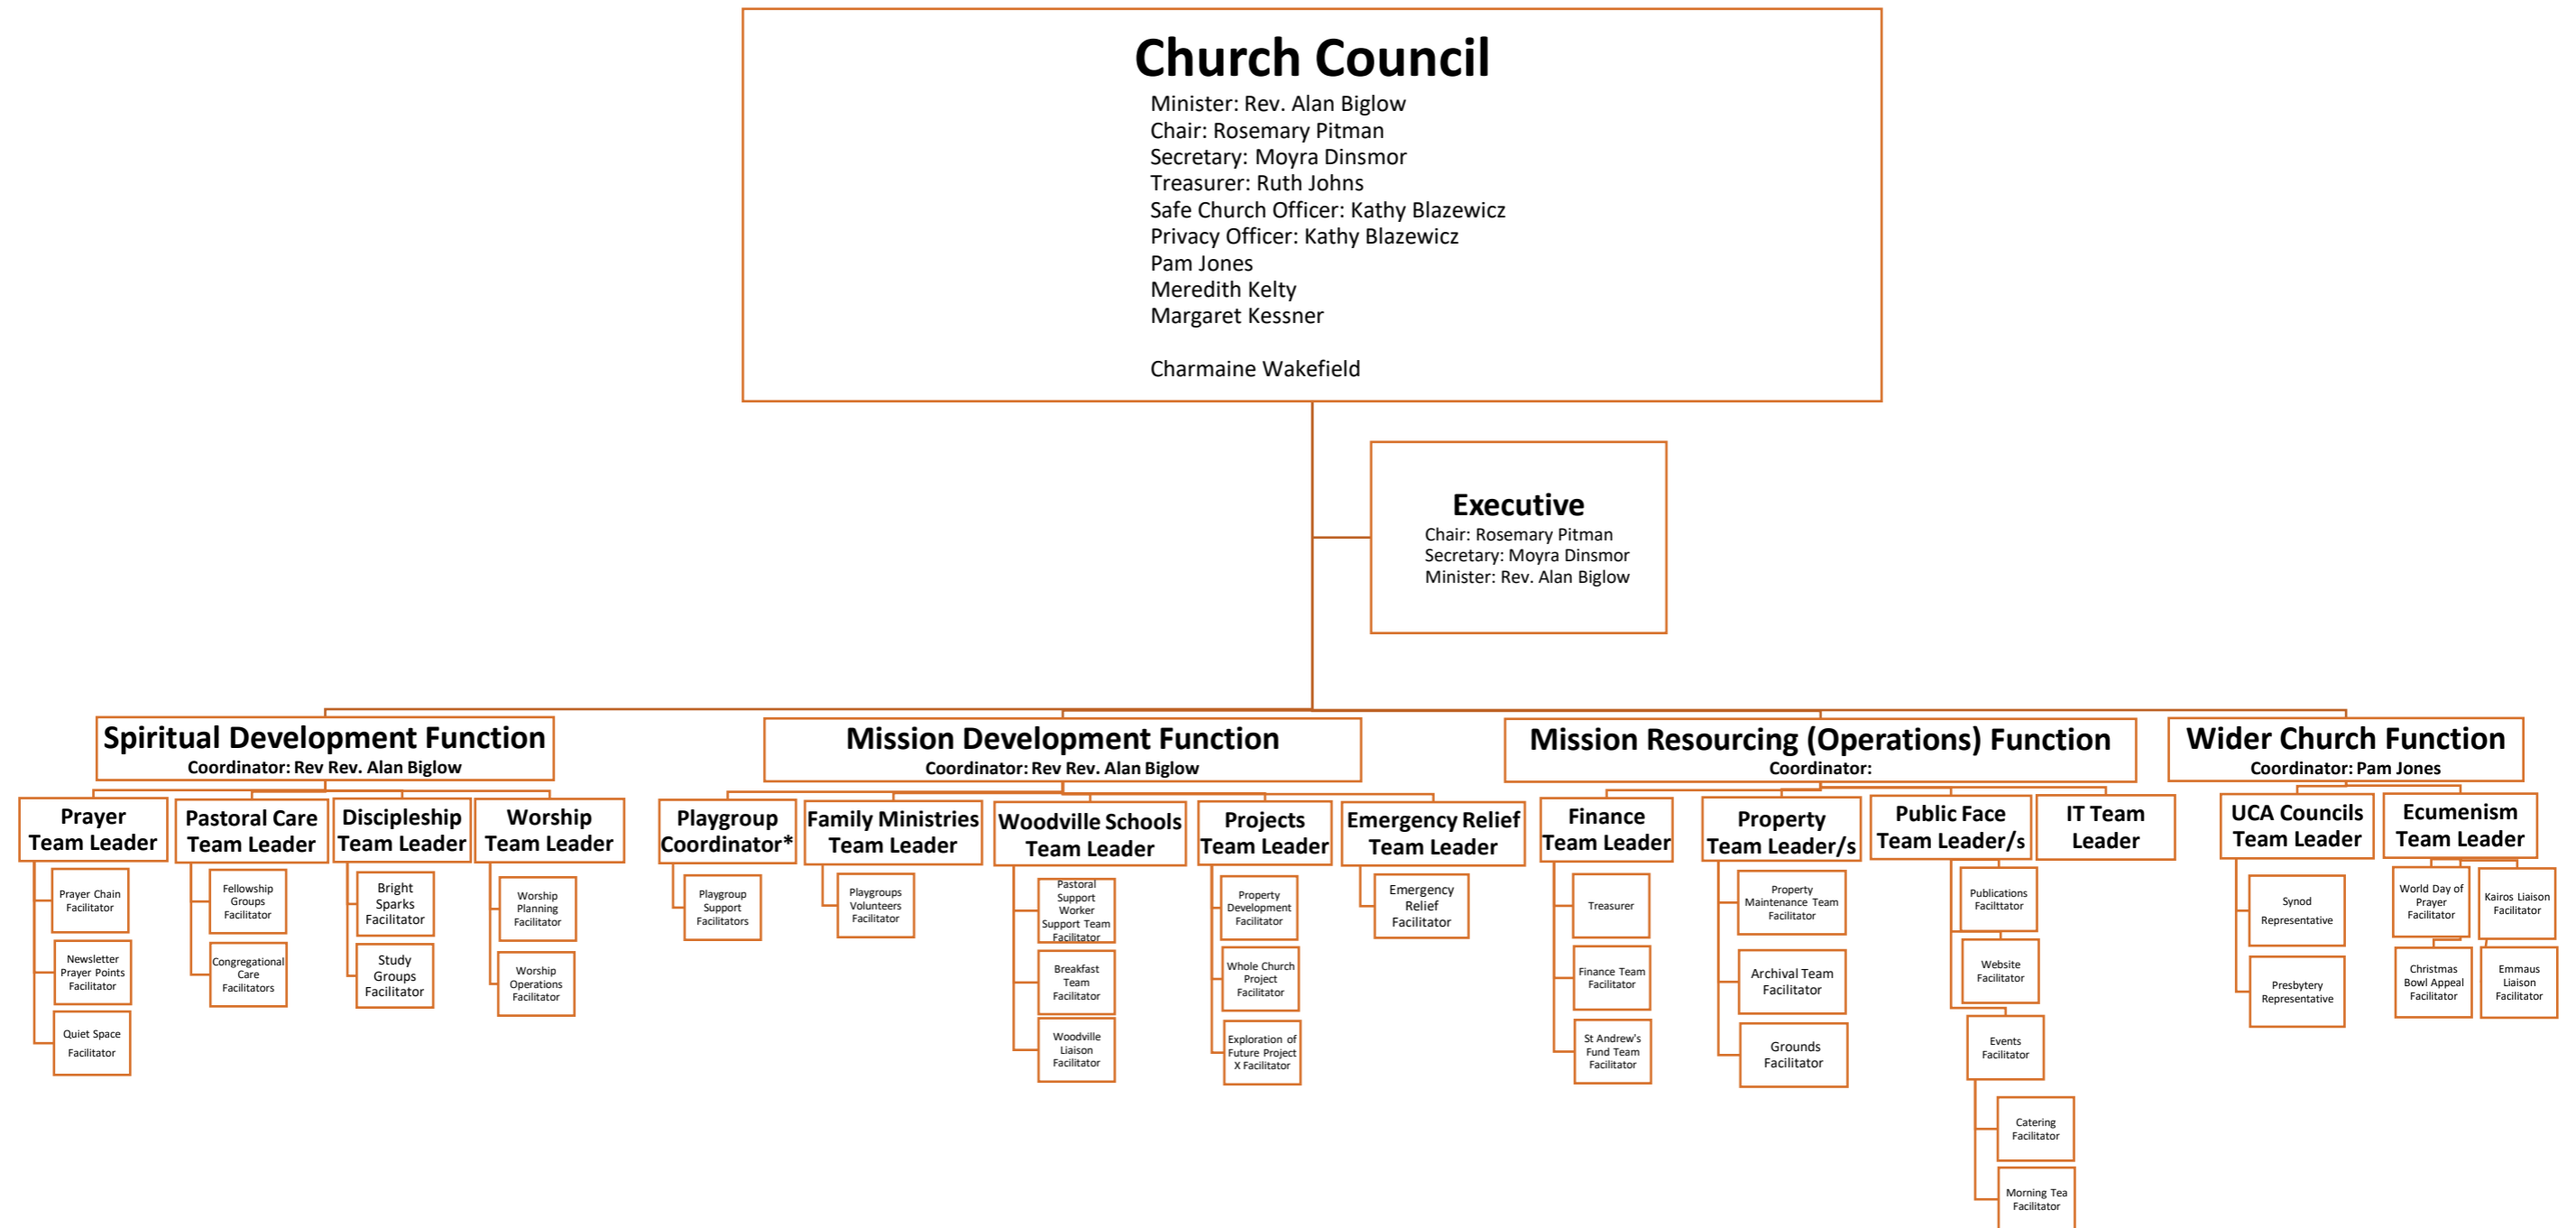 Church Council
Minister: Rev. Alan Biglow
Chair: Rosemary Pitman
Secretary: Moyra Dinsmor
Treasurer: Ruth Johns
Safe Church Officer: Kathy Blazewicz
Privacy Officer: Kathy Blazewicz
Pam Jones
Meredith Kelty
Margaret Kessner
Charmaine Wakefield
Executive
Chair: Rosemary Pitman
Secretary: Moyra Dinsmor
Minister: Rev. Alan Biglow
Spiritual Development Function
Coordinator: Rev Rev. Alan Biglow
Prayer
Team Leader
Prayer Chain
Facilitator
Newsletter
Prayer Points
Facilitator
Quiet Space
Facilitator
Pastoral Care
Team Leader
Fellowship
Groups
Facilitator
Congregational
Care
Facilitators
Discipleship
Team Leader
Bright
Sparks
Facilitator
Study
Groups
Facilitator
Worship
Team Leader
Worship
Planning
Facilitator
Worship
Operations
Facilitator
Mission Development Function
Coordinator: Rev Rev. Alan Biglow
Playgroup
Coordinator*
Playgroup
Support
Facilitators
Family Ministries
Team Leader
Playgroups
Volunteers
Facilitator
Woodville Schools
Team Leader
Pastoral
Support
Worker
Support Team
Facilitator
Breakfast
Team
Facilitator
Woodville
Liaison
Facilitator
Projects
Team Leader
Property
Development
Facilitator
Whole Church
Project
Facilitator
Exploration of
Future Project
X Facilitator
Emergency Relief
Team Leader
Emergency
Relief
Facilitator
Mission Resourcing (Operations) Function
Coordinator:
Finance
Team Leader
Treasurer
Finance Team
Facilitator
St Andrew's
Fund Team
Facilitator
Property
Team Leader/s
Property
Maintenance Team
Facilitator
Archival Team
Facilitator
Grounds
Facilitator
Public Face
Team Leader/s
Publications
Facilttator
Website
Facilitator
Events
Facilitator
Catering
Facilitator
Morning Tea
Facilitator
IT Team
Leader
Wider Church Function
Coordinator: Pam Jones
UCA Councils
Team Leader
Synod
Representative
Presbytery
Representative
Ecumenism
Team Leader
World Day of
Prayer
Facilitator
Kairos Liaison
Facilitator
Christmas
Bowl Appeal
Facilitator
Emmaus
Liaison
Facilitator